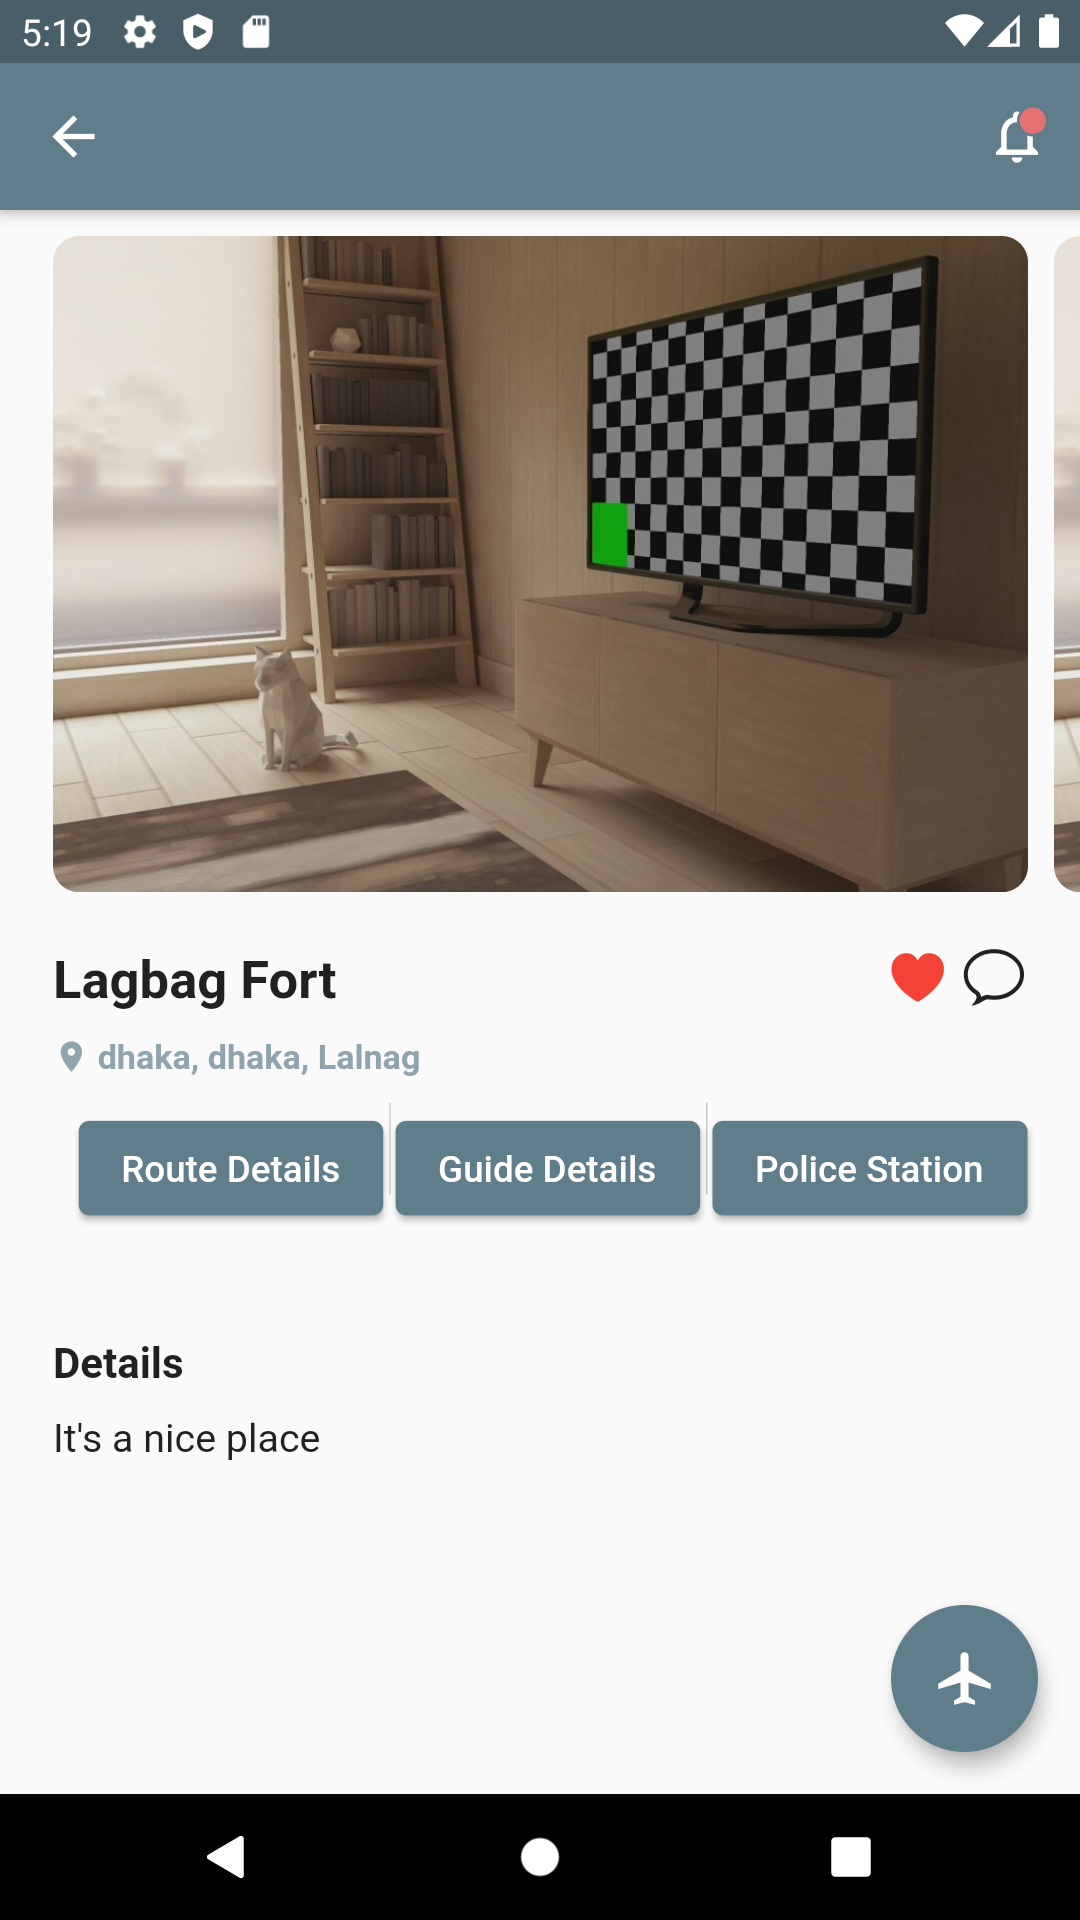 5:19
Lagbag Fort
dhaka, dhaka, Lalnag
Route Details
Guide Details
Police Station
Details
It's a nice place